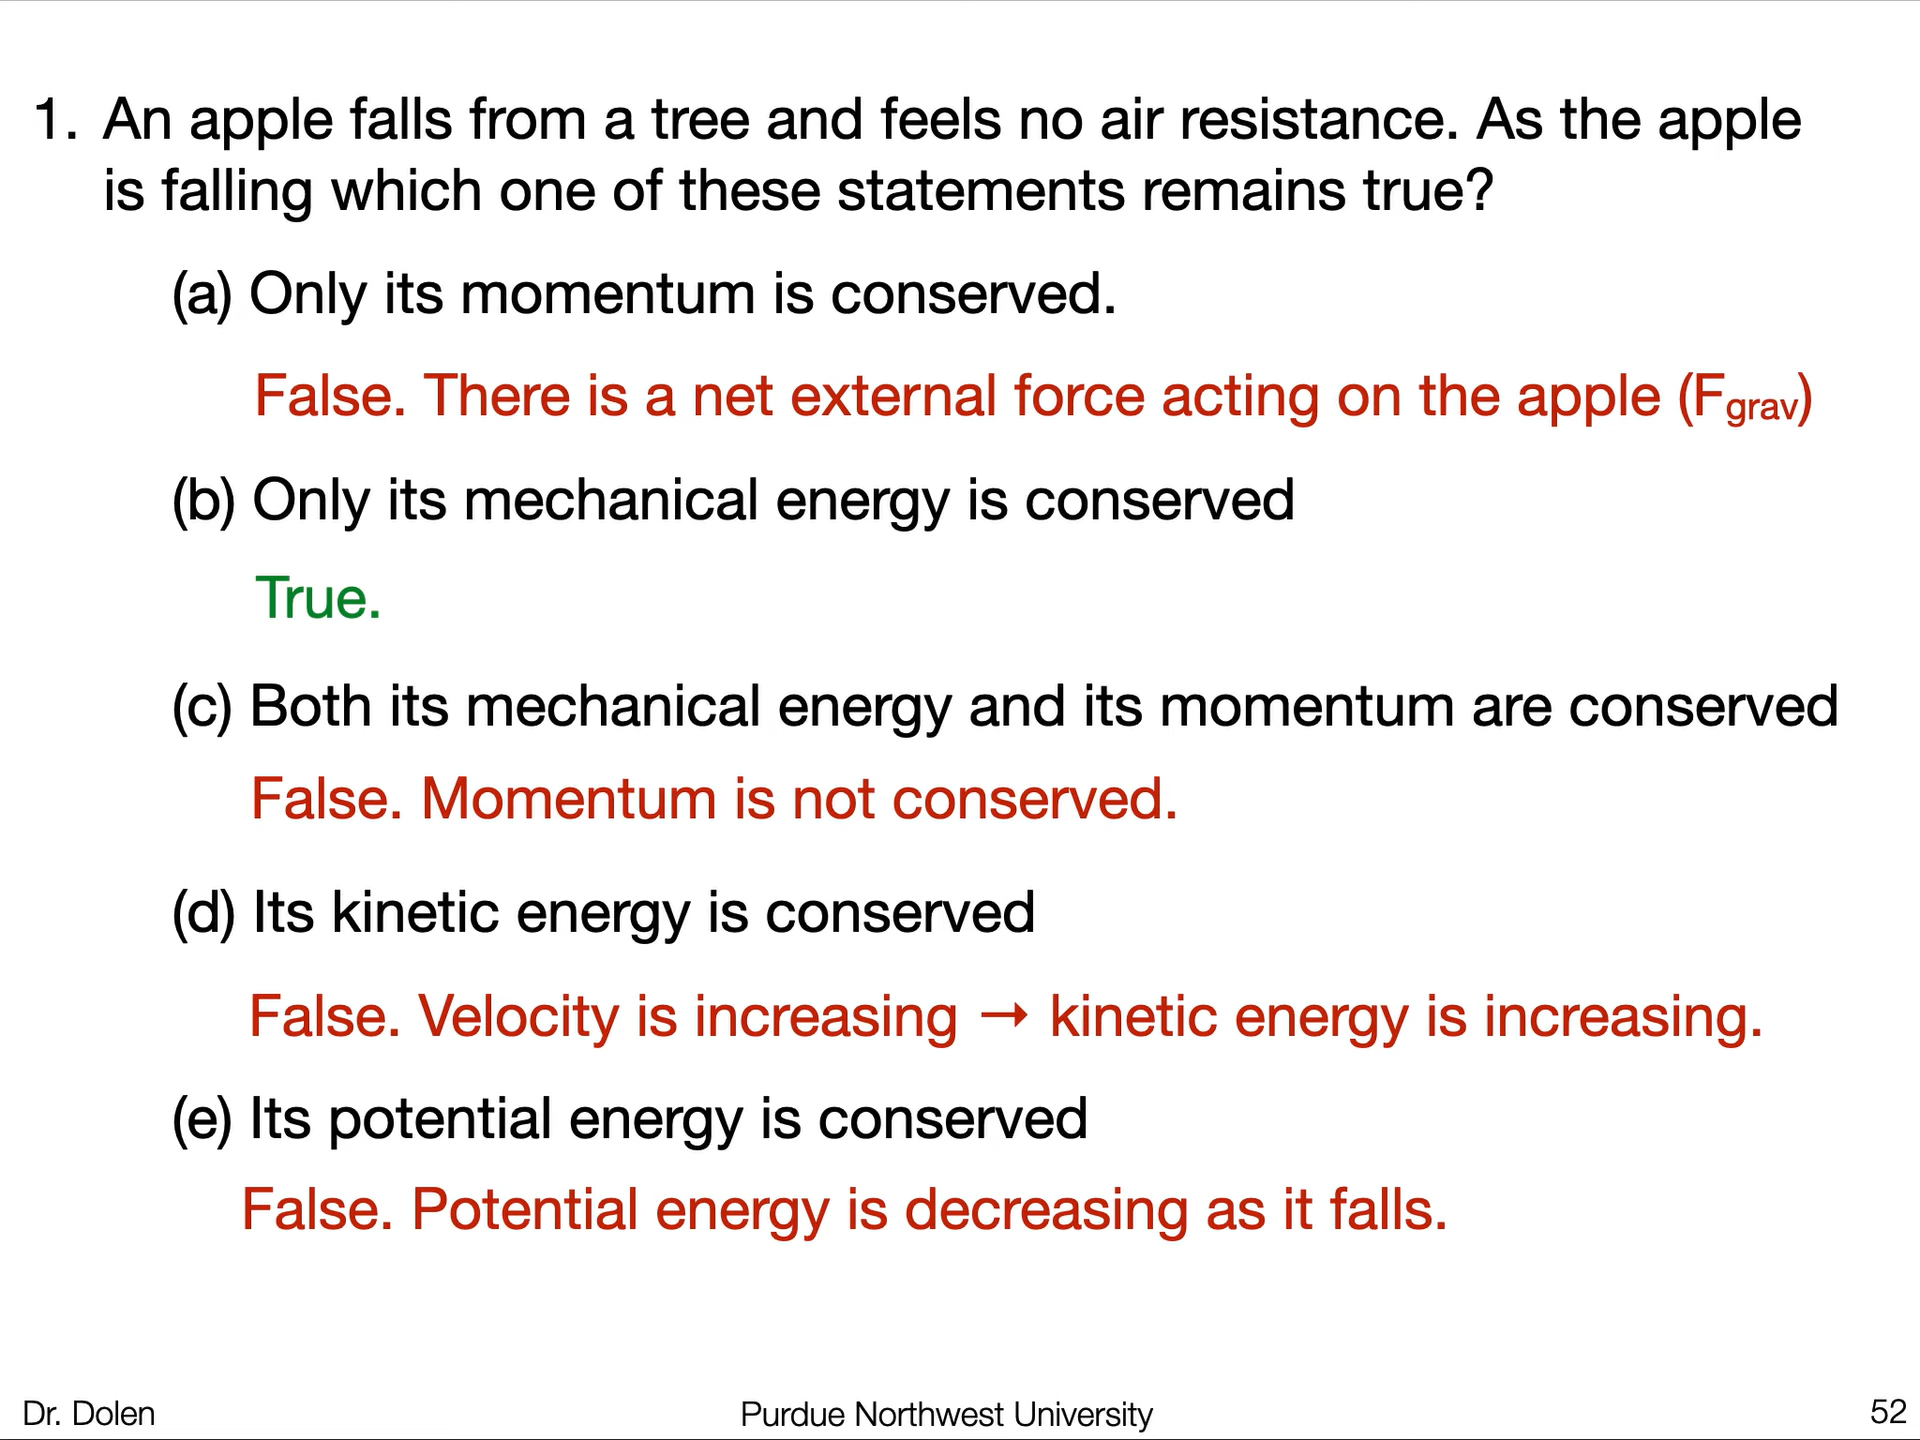 1. An apple falls from a tree and feels no air resistance. As the apple
is falling which one of these statements remains true?
(a) Only its momentum is conserved.
False. There is a net external force acting on the apple (Fgrav)
(b) Only its mechanical energy is conserved
True.
(c) Both its mechanical energy and its momentum are conserved
False. Momentum is not conserved.
(d) Its kinetic energy is conserved
False. Velocity is increasing → kinetic energy is increasing.
(e) Its potential energy is conserved
False. Potential energy is decreasing as it falls.
Dr. Dolen Purdue Northwest University 52